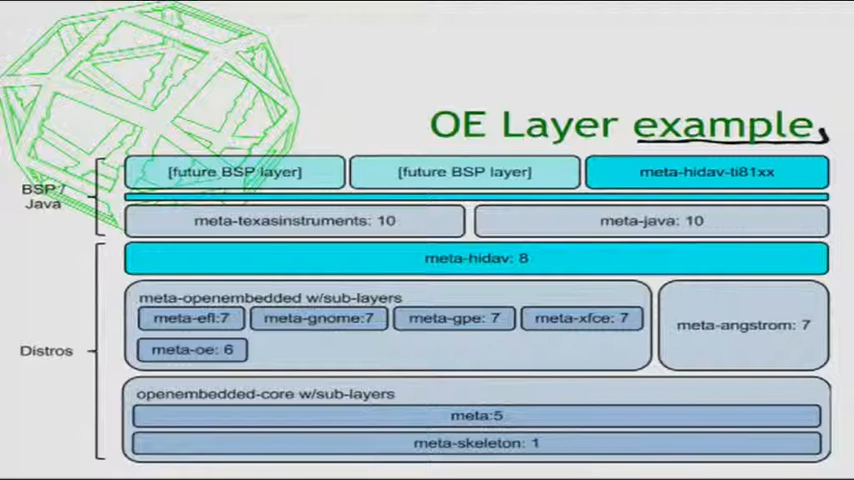 OE Layer example
BSP /
Java
[future BSP layer]
[future BSP layer]
meta-hidav-ti81xx
meta-texasinstruments: 10
meta-java: 10
meta-hidav: 8
Distros
meta-openembedded w/sub-layers
meta-efl:7
meta-gnome:7
meta-gpe: 7
meta-xfce: 7
meta-oe: 6
meta-angstrom: 7
openembedded-core w/sub-layers
meta:5
meta-skeleton: 1